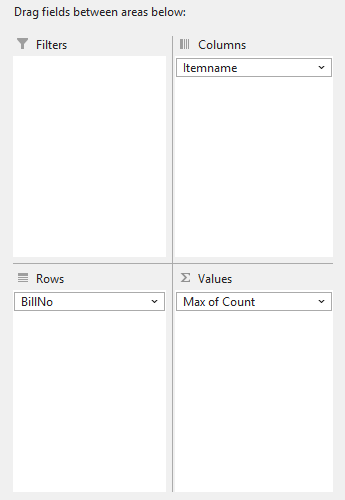 Drag fields between areas below:
Filters
Columns
Itemname
Rows
Values
BillNo
Max of Count